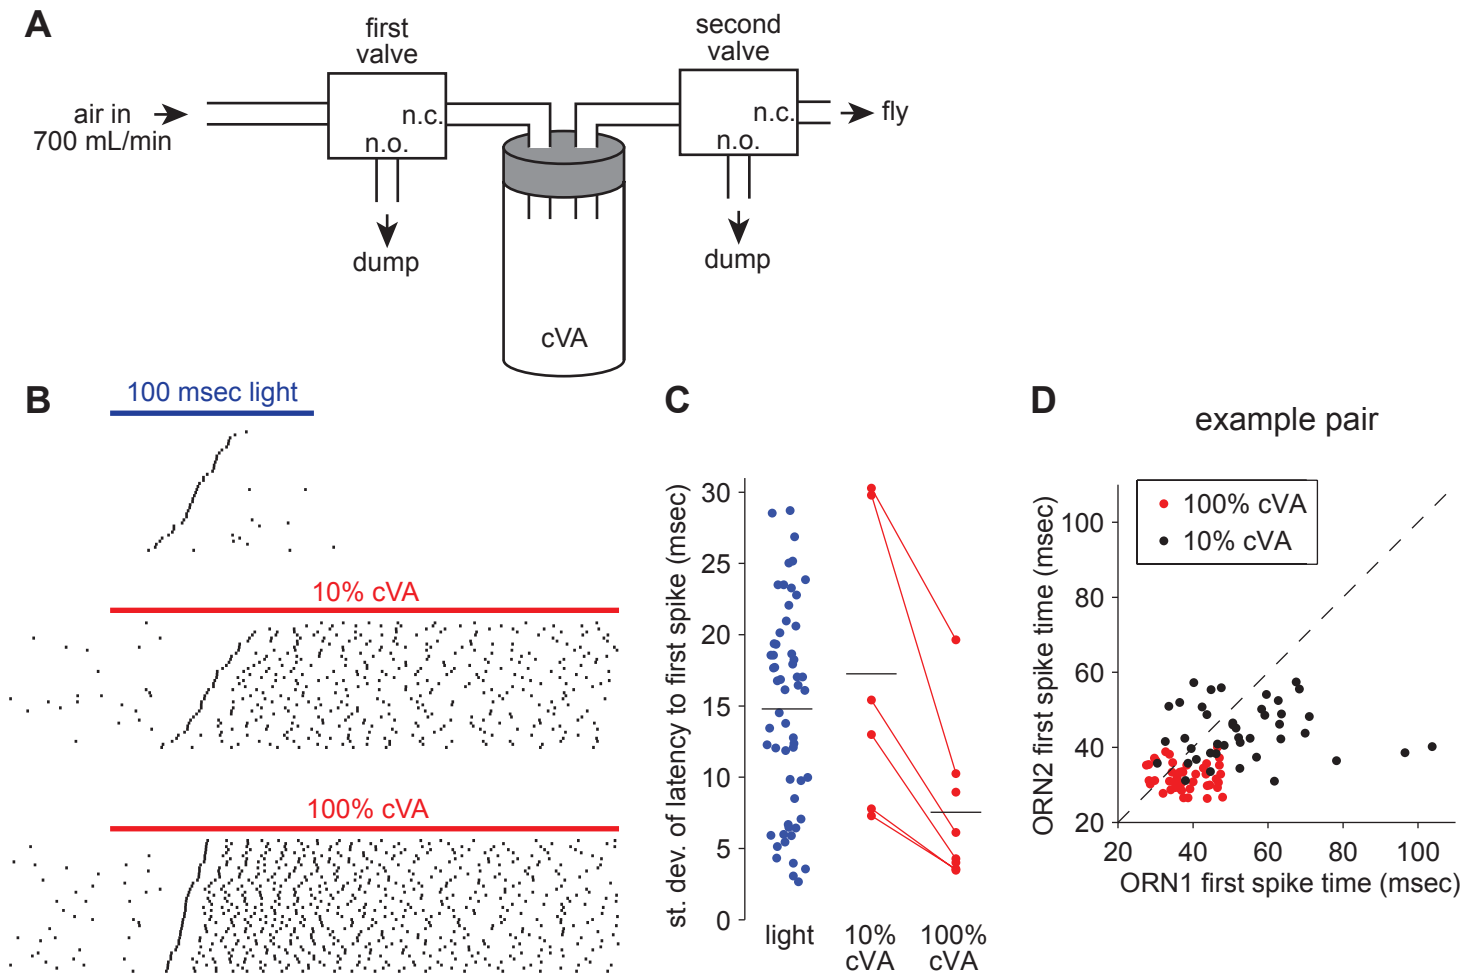 A
first
valve
second
valve
air in
700 mL/min
n.c.
n.o.
n.c.
n.o.
fly
dump
dump
cVA
B
100 msec light
10% cVA
100% cVA
C
st. dev. of latency to first spike (msec)
30
25
20
15
10
5
0
light
10%
cVA
100%
cVA
D
example pair
100% cVA
10% cVA
ORN2 first spike time (msec)
100
80
60
40
20
20
40
60
80
100
ORN1 first spike time (msec)